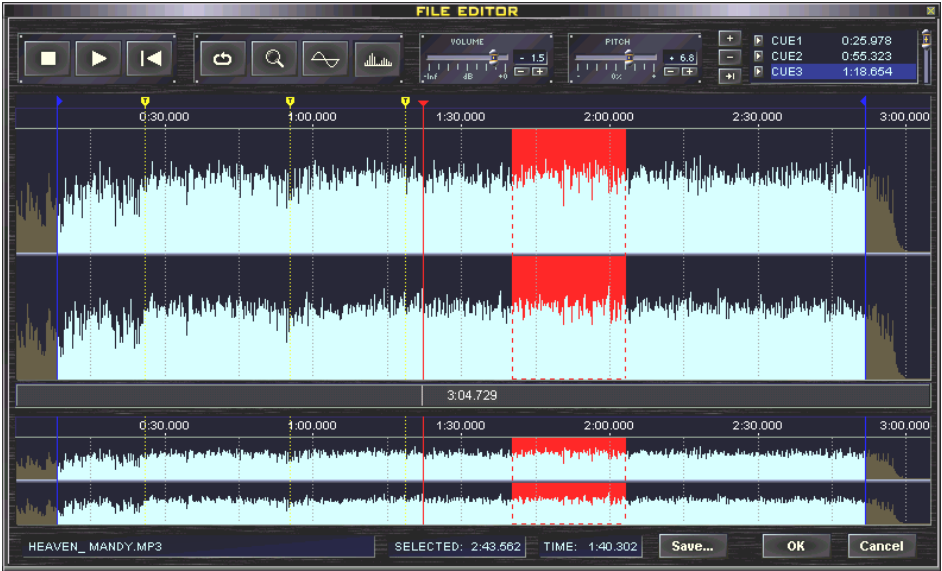 FILE EDITOR
VOLUME
-Inf dB +0
- 1.5
PITCH
- 0% +
+ 6.8
CUE1 0:25.978
CUE2 0:55.323
CUE3 1:18.654
0:30.000 1:00.000 1:30.000 2:00.000 2:30.000 3:00.000
3:04.729
0:30.000 1:00.000 1:30.000 2:00.000 2:30.000 3:00.000
HEAVEN_ MANDY.MP3 SELECTED: 2:43.562 TIME: 1:40.302 Save... OK Cancel